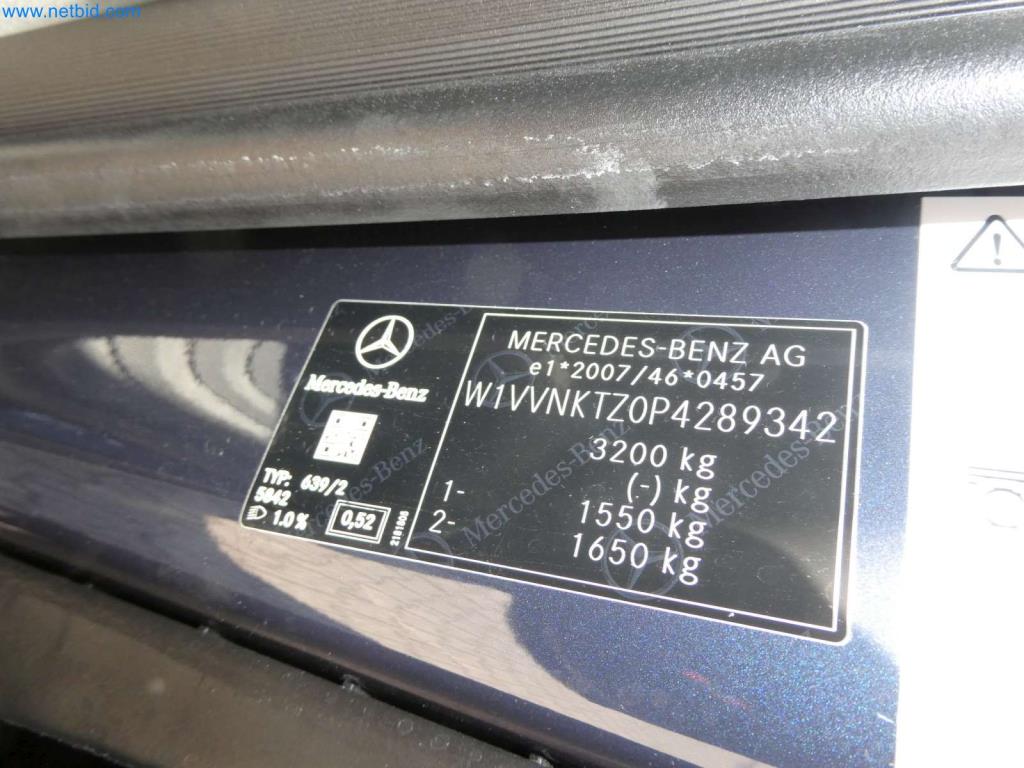 www.netbid.com
Mercedes-Benz
TYP: 639/2
5842
1.0%
0,52
2181608
MERCEDES-BENZ AG
e1*2007/46*0457
W1VVNKTZ0P4289342
3200 kg
1- (-) kg
2- 1550 kg
1650 kg